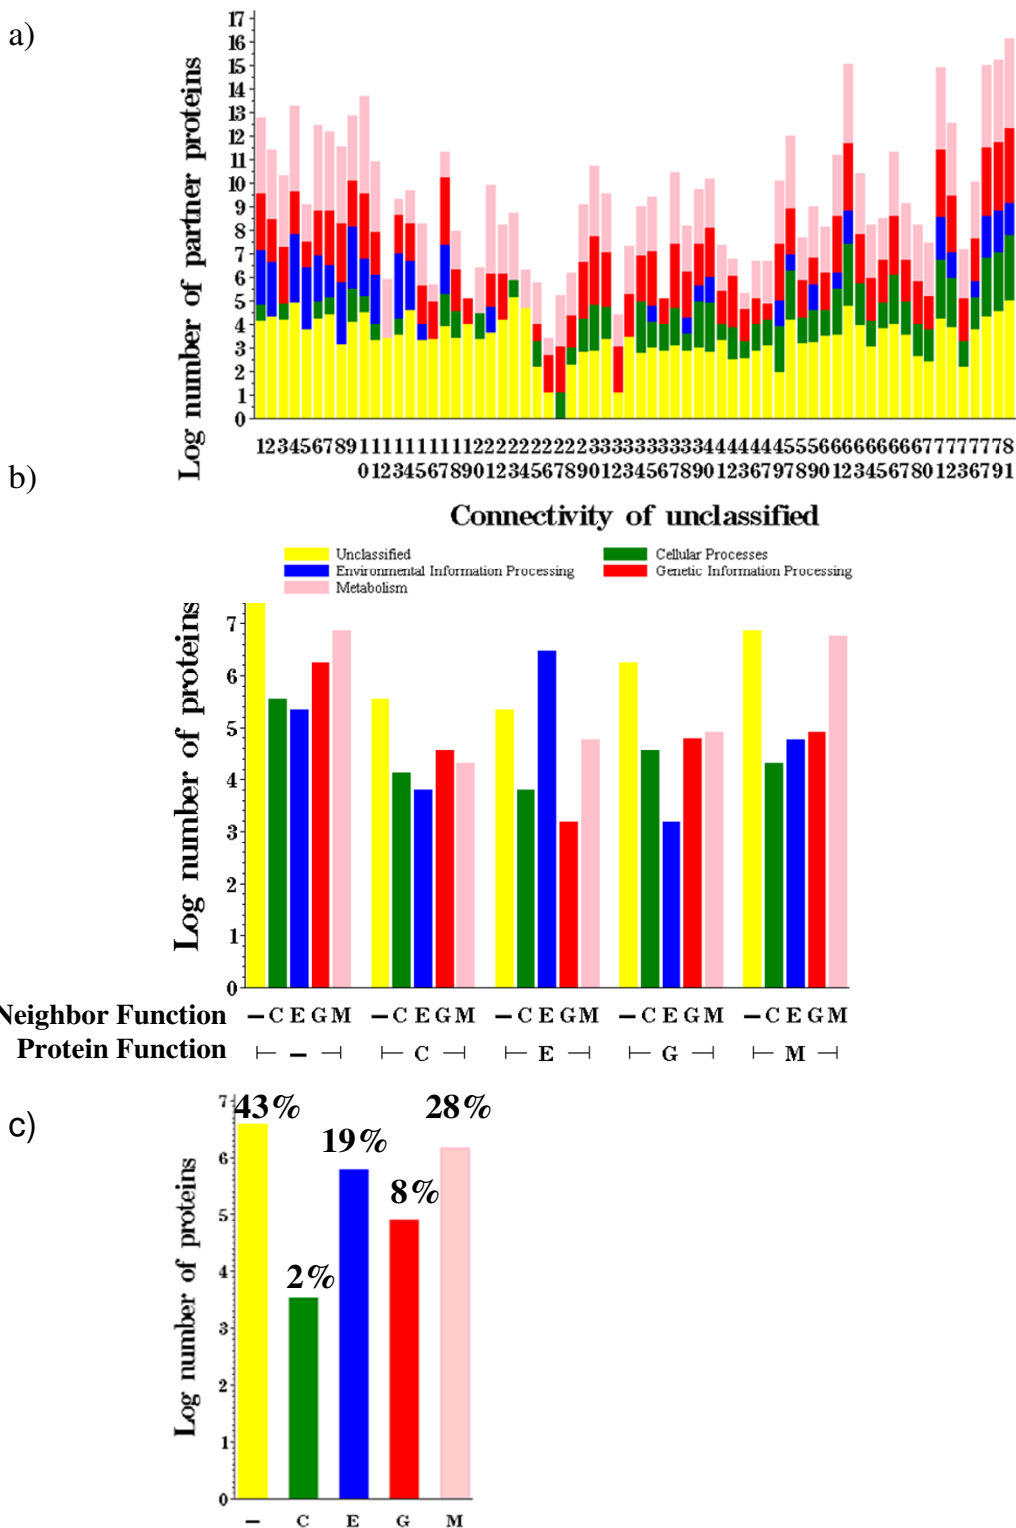 a)
17
16
15
14
13
12
11
10
9
8
7
6
5
4
3
2
1
0
Log number of partner proteins
Connectivity of unclassified
Unclassified
Cellular Processes
Environmental Information Processing
Genetic Information Processing
Metabolism
b)
7
6
5
4
3
2
1
0
Log number of proteins
Neighbor Function – C E G M – C E G M – C E G M – C E G M – C E G M
Protein Function – C E G M
c)
7
6
5
4
3
2
1
0
Log number of proteins
43%
2%
19%
8%
28%
– C E G M